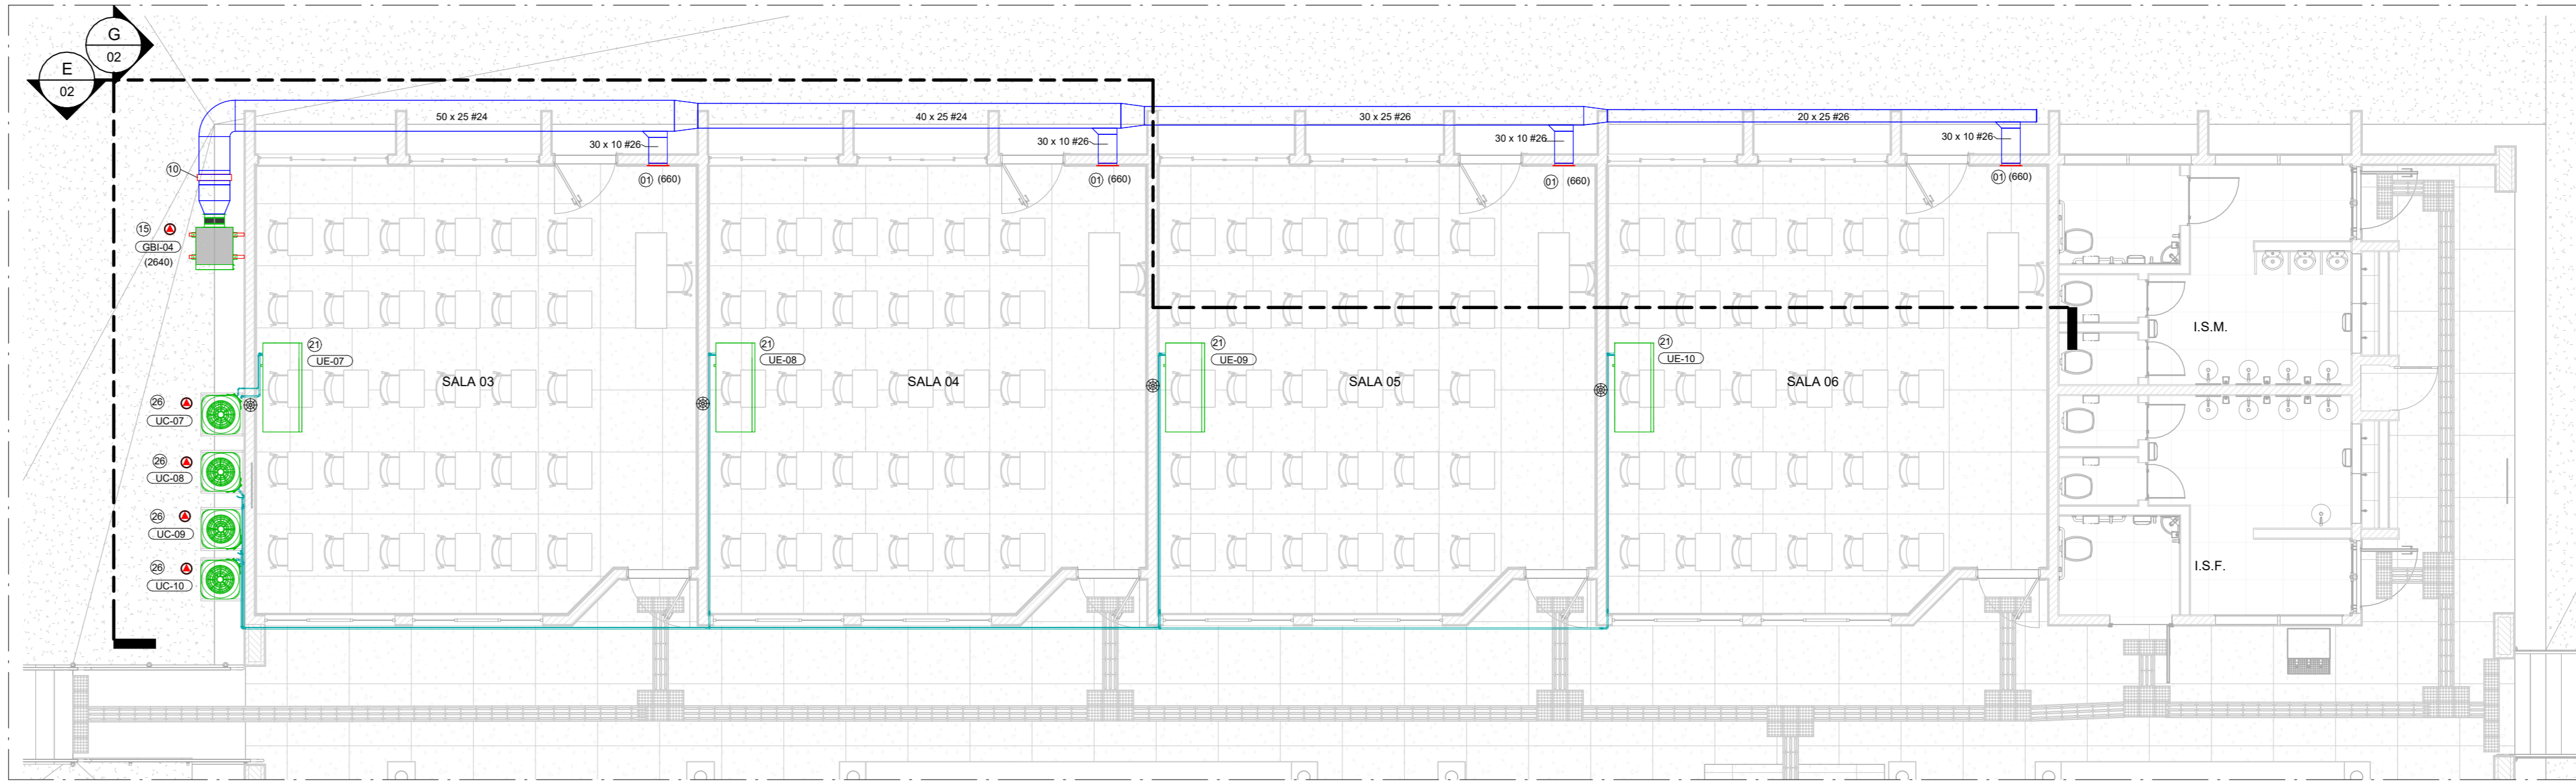 G
02
E
02
50 x 25 #24
40 x 25 #24
30 x 25 #26
20 x 25 #26
30 x 10 #26
30 x 10 #26
30 x 10 #26
30 x 10 #26
10
01 (660)
01 (660)
01 (660)
01 (660)
15
GBI-04
(2640)
I.S.M.
21
UE-07
21
UE-08
21
UE-09
21
UE-10
SALA 03
SALA 04
SALA 05
SALA 06
26
UC-07
26
UC-08
26
UC-09
26
UC-10
I.S.F.